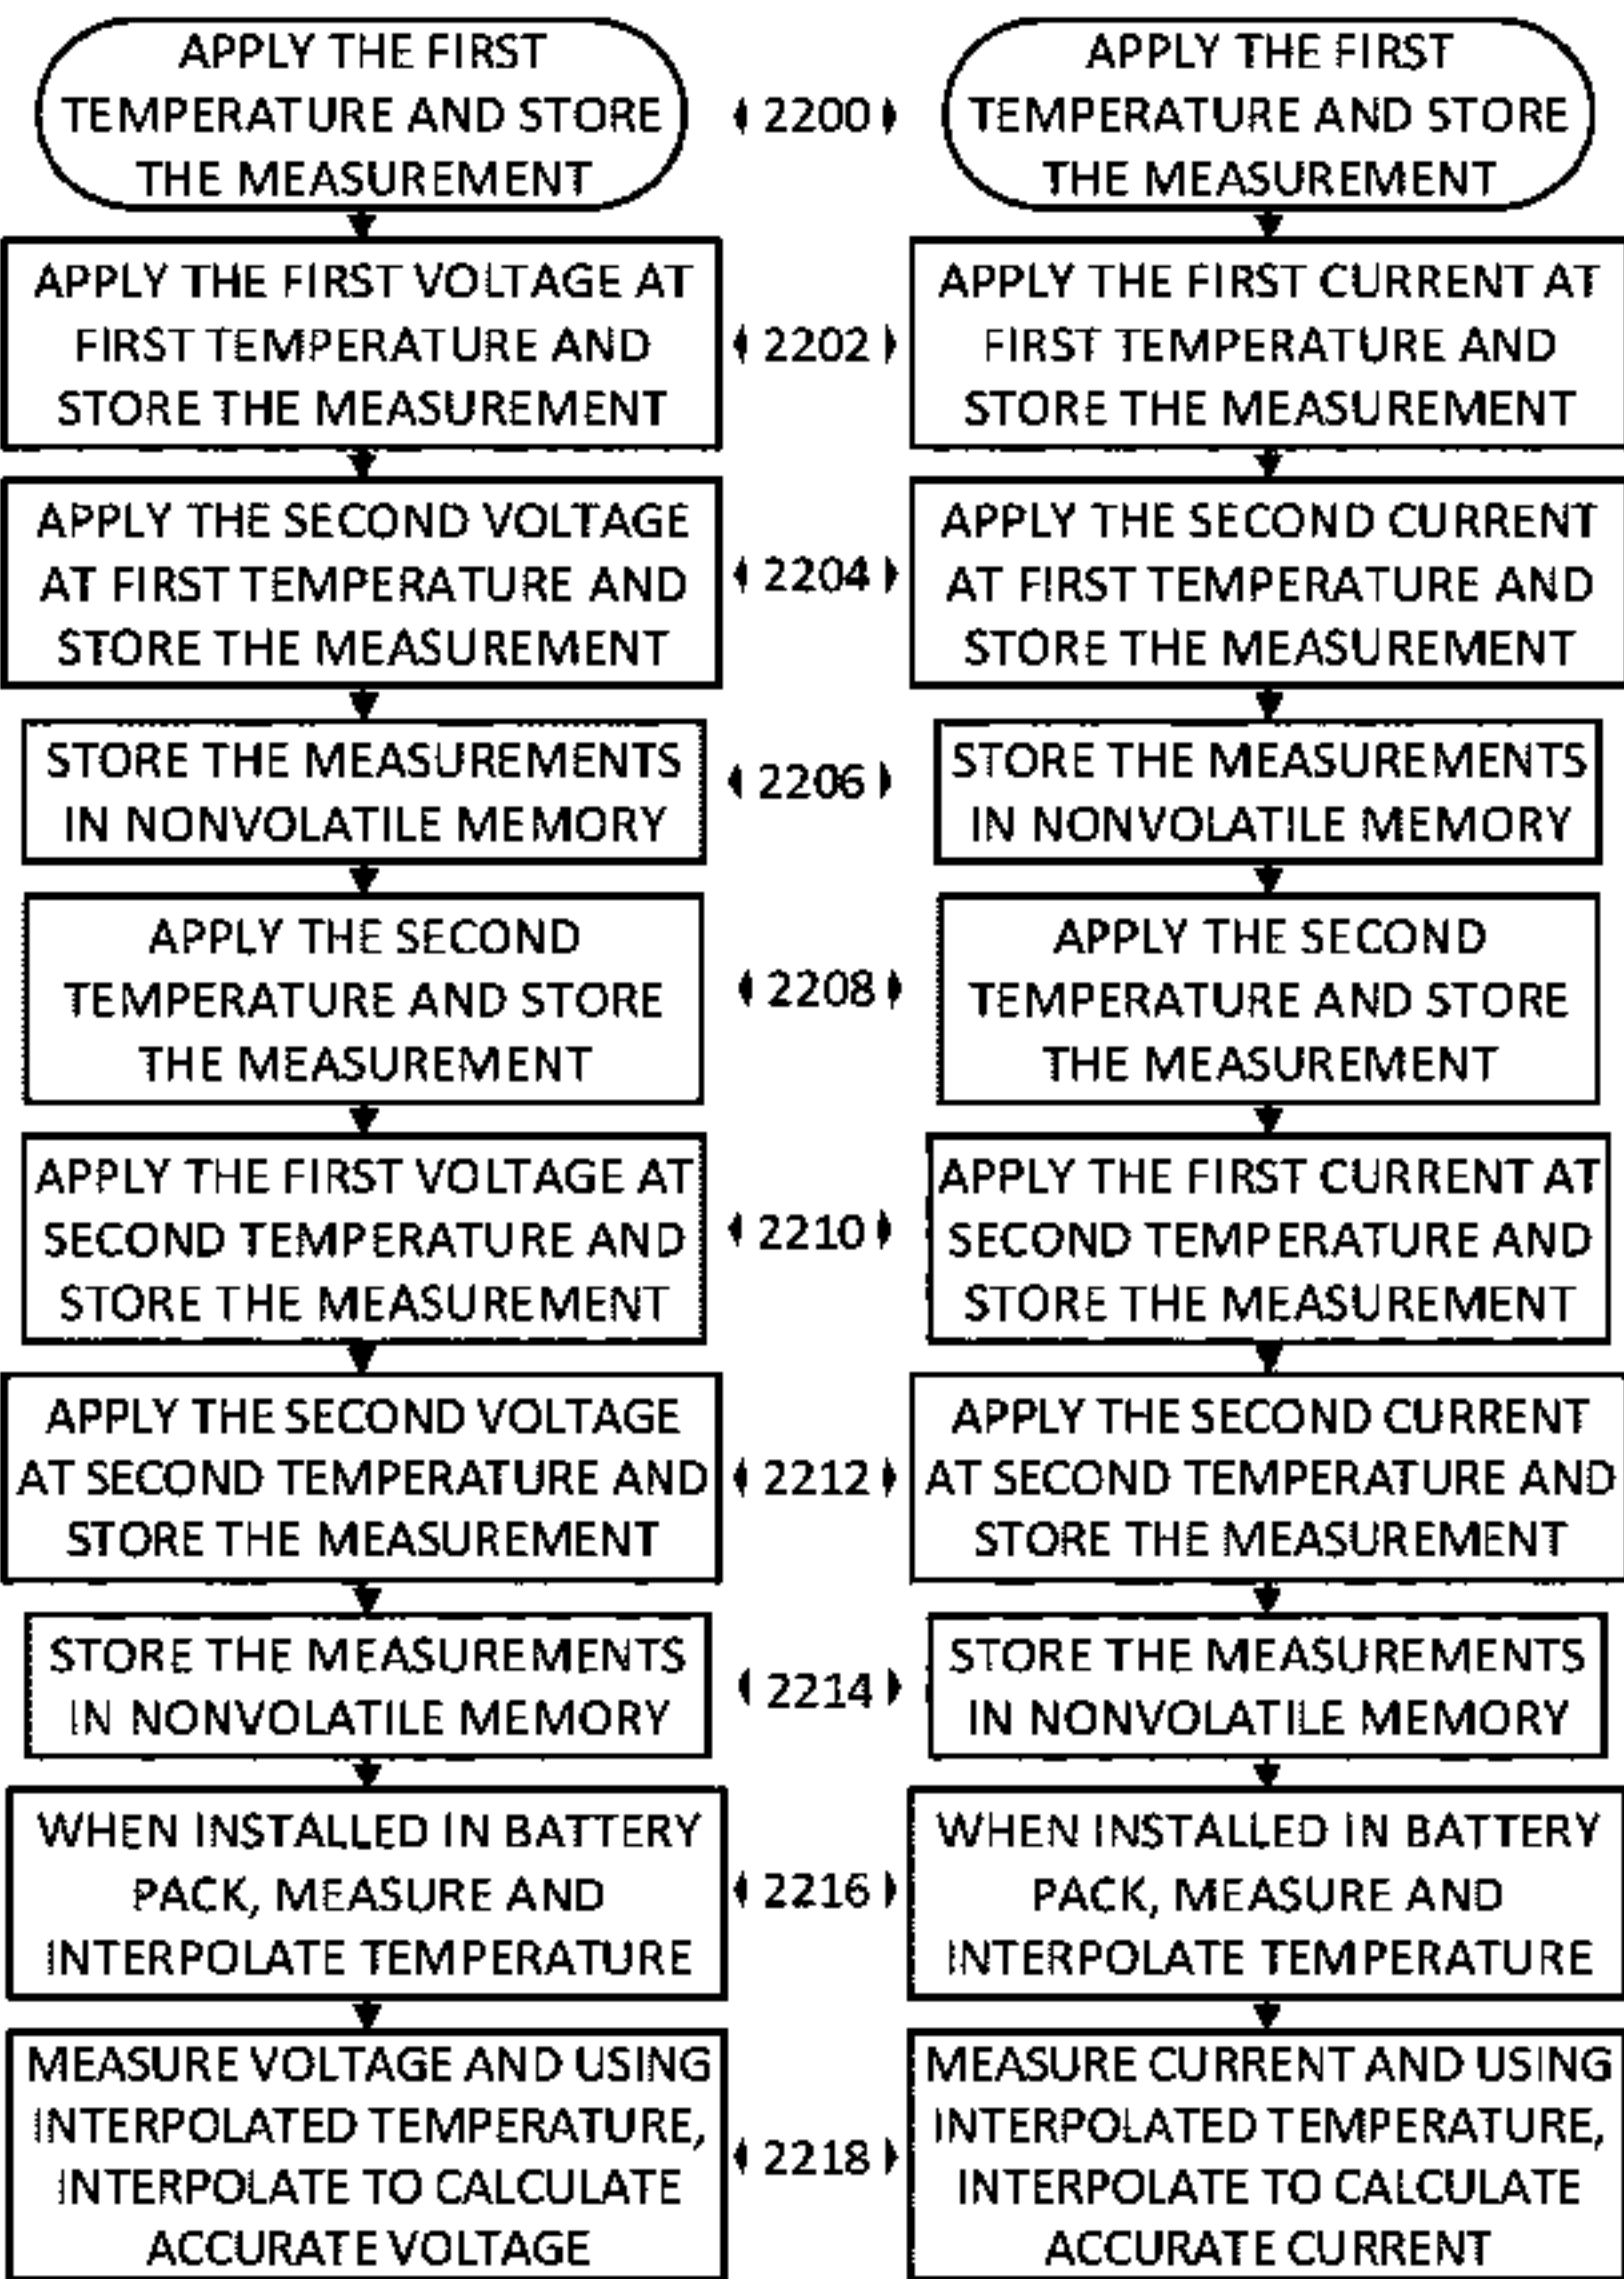 APPLY THE FIRST
TEMPERATURE AND STORE
THE MEASUREMENT
2200
APPLY THE FIRST
TEMPERATURE AND STORE
THE MEASUREMENT
APPLY THE FIRST VOLTAGE AT
FIRST TEMPERATURE AND
STORE THE MEASUREMENT
2202
APPLY THE FIRST CURRENT AT
FIRST TEMPERATURE AND
STORE THE MEASUREMENT
APPLY THE SECOND VOLTAGE
AT FIRST TEMPERATURE AND
STORE THE MEASUREMENT
2204
APPLY THE SECOND CURRENT
AT FIRST TEMPERATURE AND
STORE THE MEASUREMENT
STORE THE MEASUREMENTS
IN NONVOLATILE MEMORY
2206
STORE THE MEASUREMENTS
IN NONVOLATILE MEMORY
APPLY THE SECOND
TEMPERATURE AND STORE
THE MEASUREMENT
2208
APPLY THE SECOND
TEMPERATURE AND STORE
THE MEASUREMENT
APPLY THE FIRST VOLTAGE AT
SECOND TEMPERATURE AND
STORE THE MEASUREMENT
2210
APPLY THE FIRST CURRENT AT
SECOND TEMPERATURE AND
STORE THE MEASUREMENT
APPLY THE SECOND VOLTAGE
AT SECOND TEMPERATURE AND
STORE THE MEASUREMENT
2212
APPLY THE SECOND CURRENT
AT SECOND TEMPERATURE AND
STORE THE MEASUREMENT
STORE THE MEASUREMENTS
IN NONVOLATILE MEMORY
2214
STORE THE MEASUREMENTS
IN NONVOLATILE MEMORY
WHEN INSTALLED IN BATTERY
PACK, MEASURE AND
INTERPOLATE TEMPERATURE
2216
WHEN INSTALLED IN BATTERY
PACK, MEASURE AND
INTERPOLATE TEMPERATURE
MEASURE VOLTAGE AND USING
INTERPOLATED TEMPERATURE,
INTERPOLATE TO CALCULATE
ACCURATE VOLTAGE
2218
MEASURE CURRENT AND USING
INTERPOLATED TEMPERATURE,
INTERPOLATE TO CALCULATE
ACCURATE CURRENT